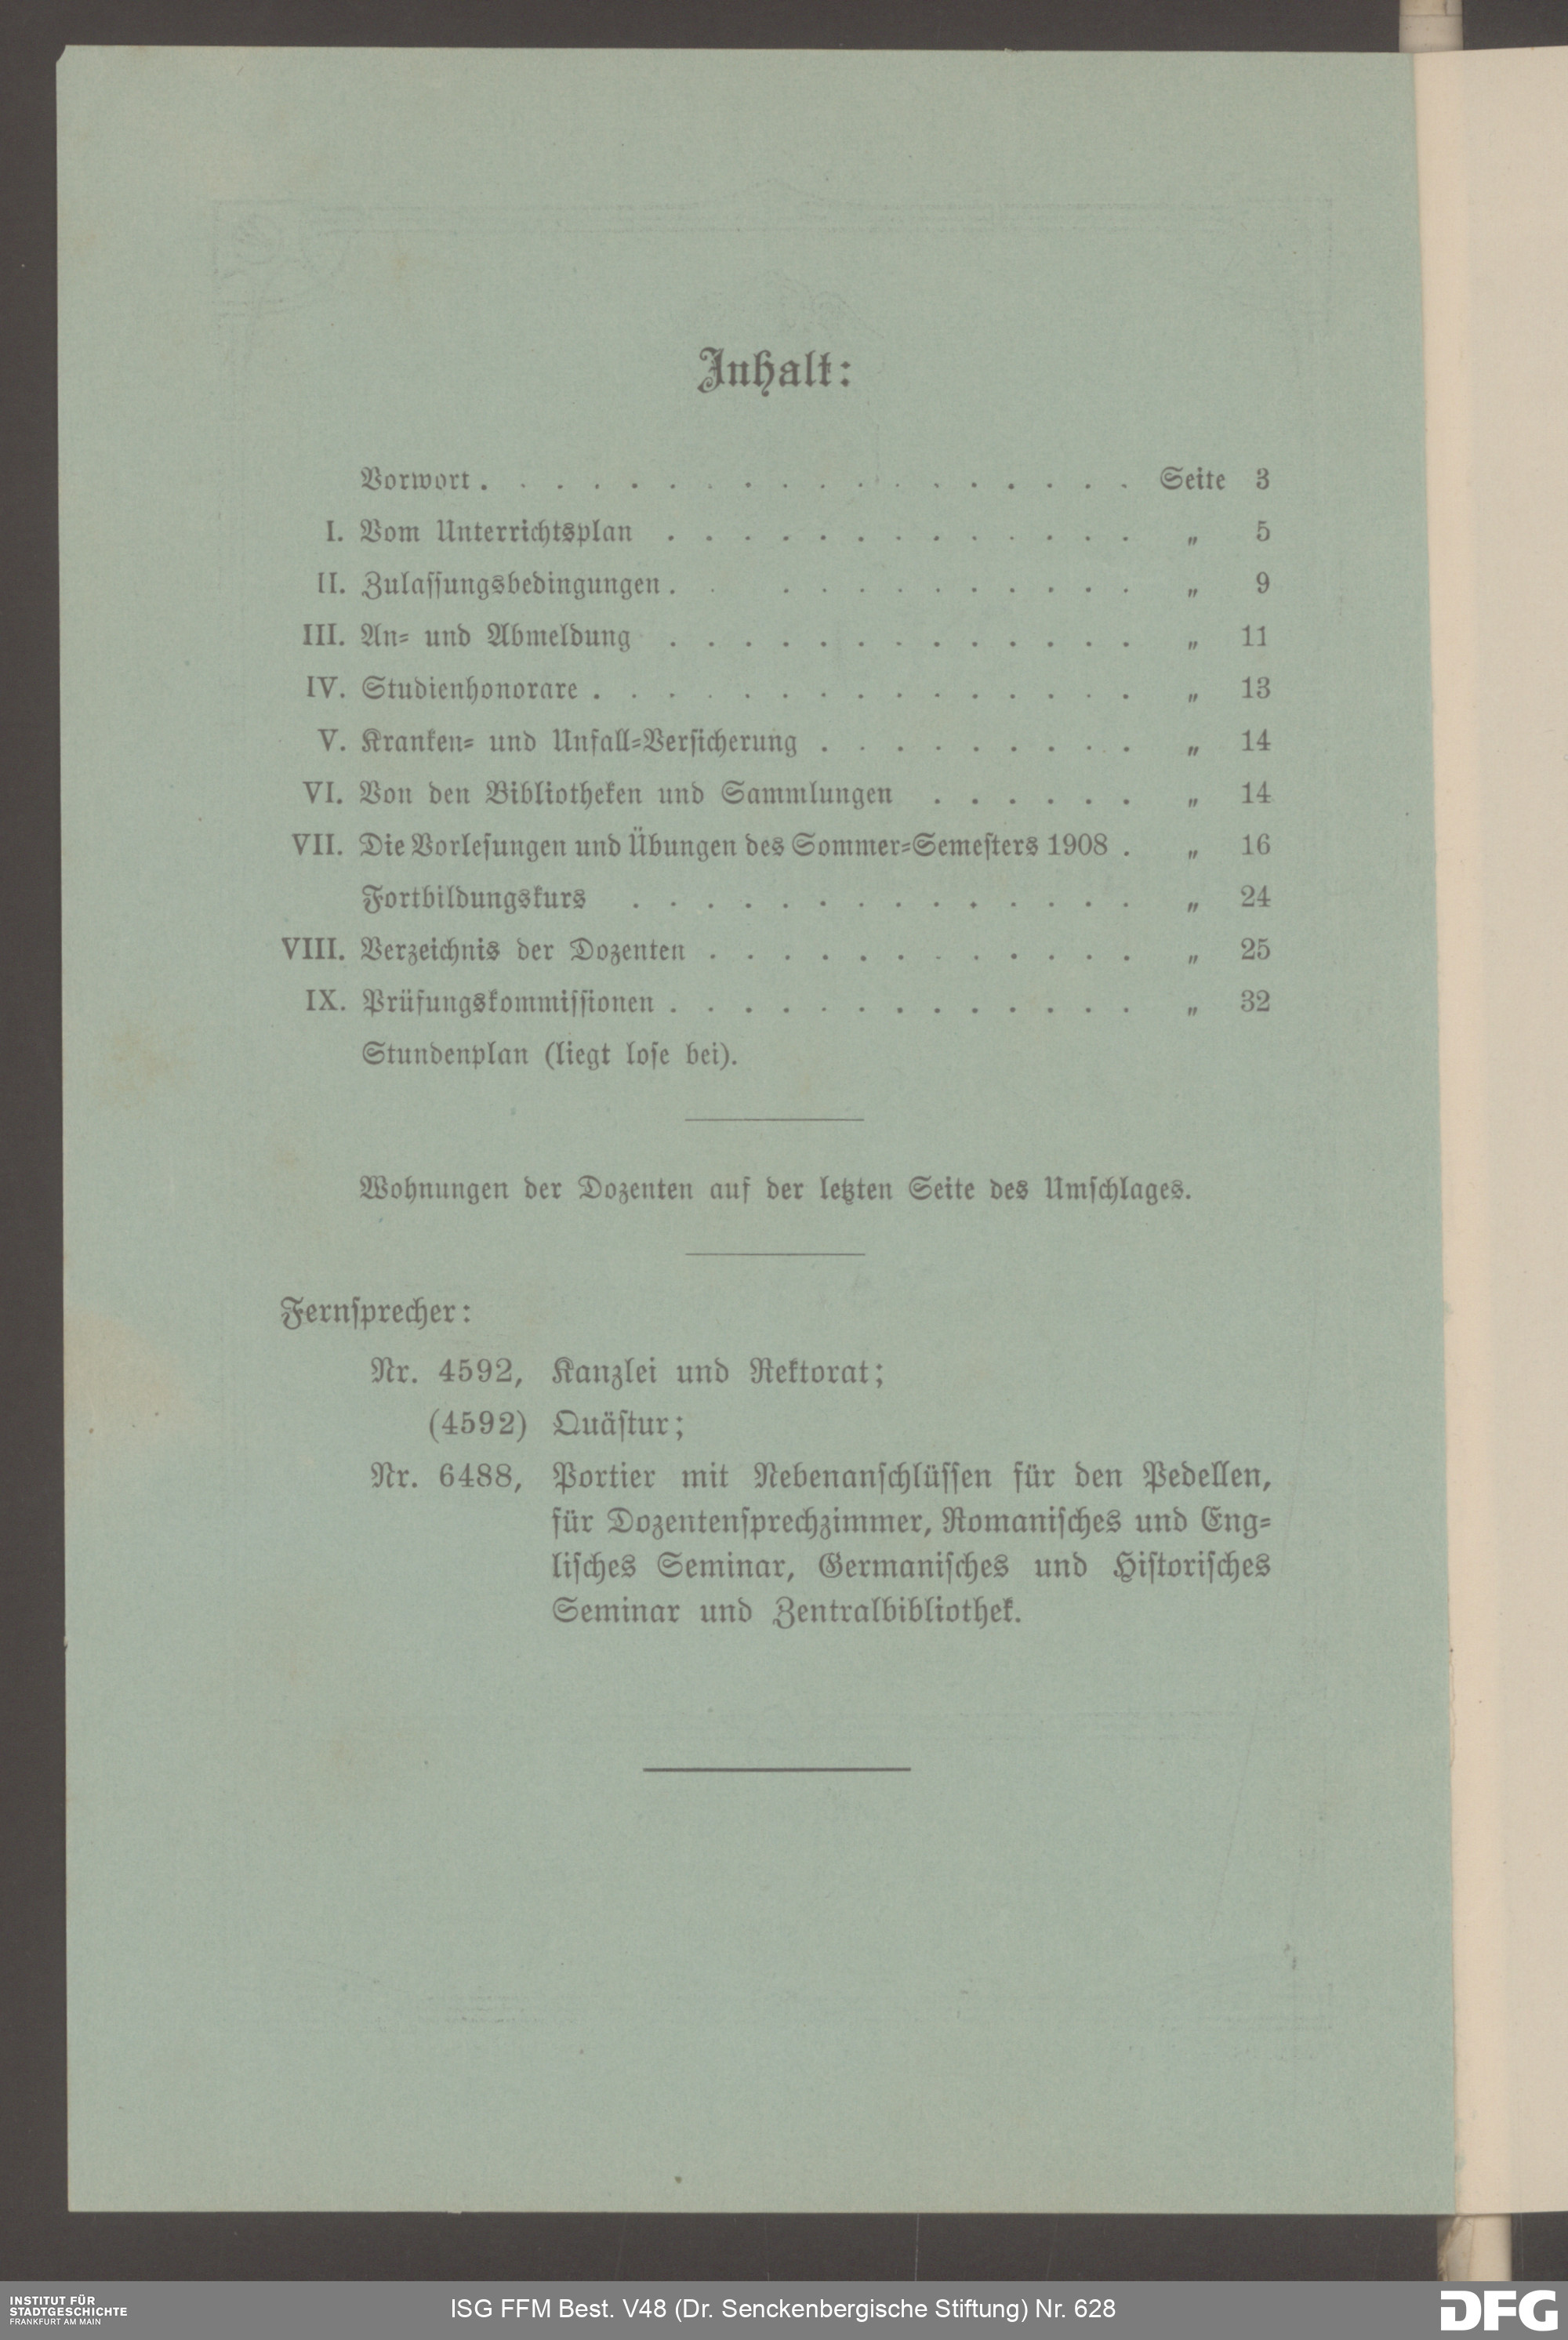 Inhalt:
Vorwort . . . . . . . . . . . . . . . . . . Seite 3
I. Vom Unterrichtsplan . . . . . . . . . . . . . „ 5
II. Zulassungsbedingungen . . . . . . . . . . . . „ 9
III. An- und Abmeldung . . . . . . . . . . . . . „ 11
IV. Studienhonorare . . . . . . . . . . . . . . . „ 13
V. Kranken- und Unfall-Versicherung . . . . . . . . . „ 14
VI. Von den Bibliotheken und Sammlungen . . . . . . „ 14
VII. Die Vorlesungen und Übungen des Sommer-Semesters 1908 . „ 16
Fortbildungskurs . . . . . . . . . . . . . . „ 24
VIII. Verzeichnis der Dozenten . . . . . . . . . . . . „ 25
IX. Prüfungskommissionen . . . . . . . . . . . . . „ 32
Stundenplan (liegt lose bei).
Wohnungen der Dozenten auf der letzten Seite des Umschlages.
Fernsprecher:
Nr. 4592, Kanzlei und Rektorat;
(4592) Quästur;
Nr. 6488, Portier mit Nebenanschlüssen für den Pedellen,
für Dozentensprechzimmer, Romanisches und Eng-
lisches Seminar, Germanisches und Historisches
Seminar und Zentralbibliothek.
INSTITUT FÜR
STADTGESCHICHTE
FRANKFURT AM MAIN
ISG FFM Best. V48 (Dr. Senckenbergische Stiftung) Nr. 628
DFG